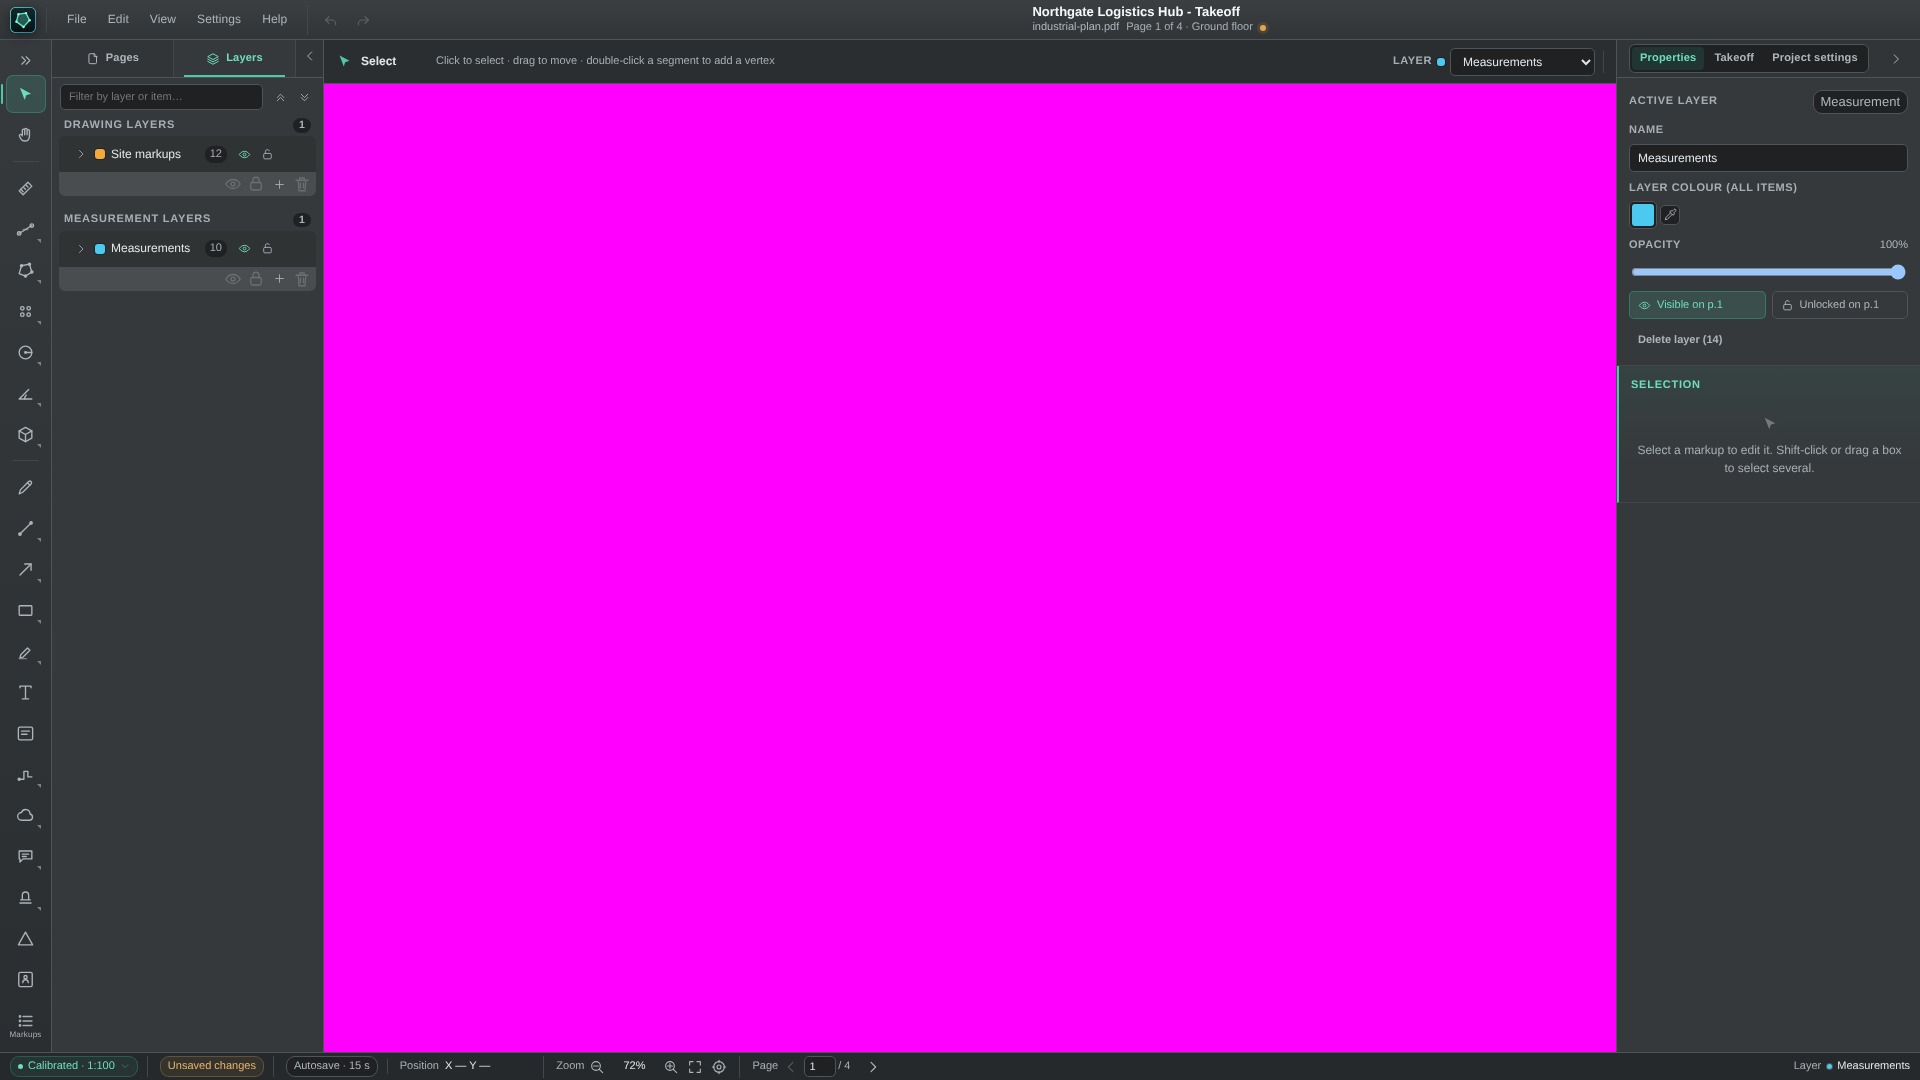 File Edit View Settings Help
Northgate Logistics Hub - Takeoff
industrial-plan.pdf Page 1 of 4 · Ground floor
Pages
Layers
Select
Click to select · drag to move · double-click a segment to add a vertex
LAYER
Measurements
Properties
Takeoff
Project settings
Filter by layer or item...
DRAWING LAYERS
1
Site markups
12
MEASUREMENT LAYERS
1
Measurements
10
ACTIVE LAYER
Measurement
NAME
Measurements
LAYER COLOUR (ALL ITEMS)
OPACITY
100%
Visible on p.1
Unlocked on p.1
Delete layer (14)
SELECTION
Select a markup to edit it. Shift-click or drag a box
to select several.
Markups
Calibrated · 1:100
Unsaved changes
Autosave · 15 s
Position X — Y —
Zoom
72%
Page
1
/ 4
Layer
Measurements